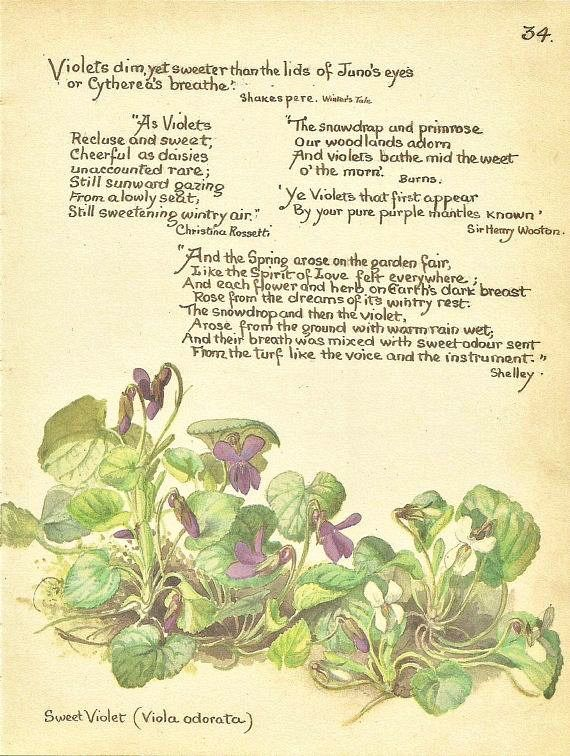 34.
Violets dim, yet sweeter than the lids of Juno's eyes
or Cytherea's breathe".
Shakespere. Winter's Tale
"As Violets
Recluse and sweet,
Cheerful as daisies
unaccounted rare;
Still sunward gazing
From a lowly seat,
Still sweetening wintry air."
Christina Rossetti
"The snawdrap and primrose
Our woodlands adorn
And violets bathe mid the weet
o' the morn'.
Burns.
'Ye Violets that first appear
By your pure purple mantles known'
Sir Henry Wooton.
"And the Spring arose on the garden fair,
Like the Spirit of Love felt everywhere;
And each flower and herb on Earth's dark breast
Rose from the dreams of its wintry rest.
The snowdrop and then the violet,
Arose from the ground with warm rain wet,
And their breath was mixed with sweet odour sent
From the turf like the voice and the instrument."
Shelley.
Sweet Violet (Viola odorata)